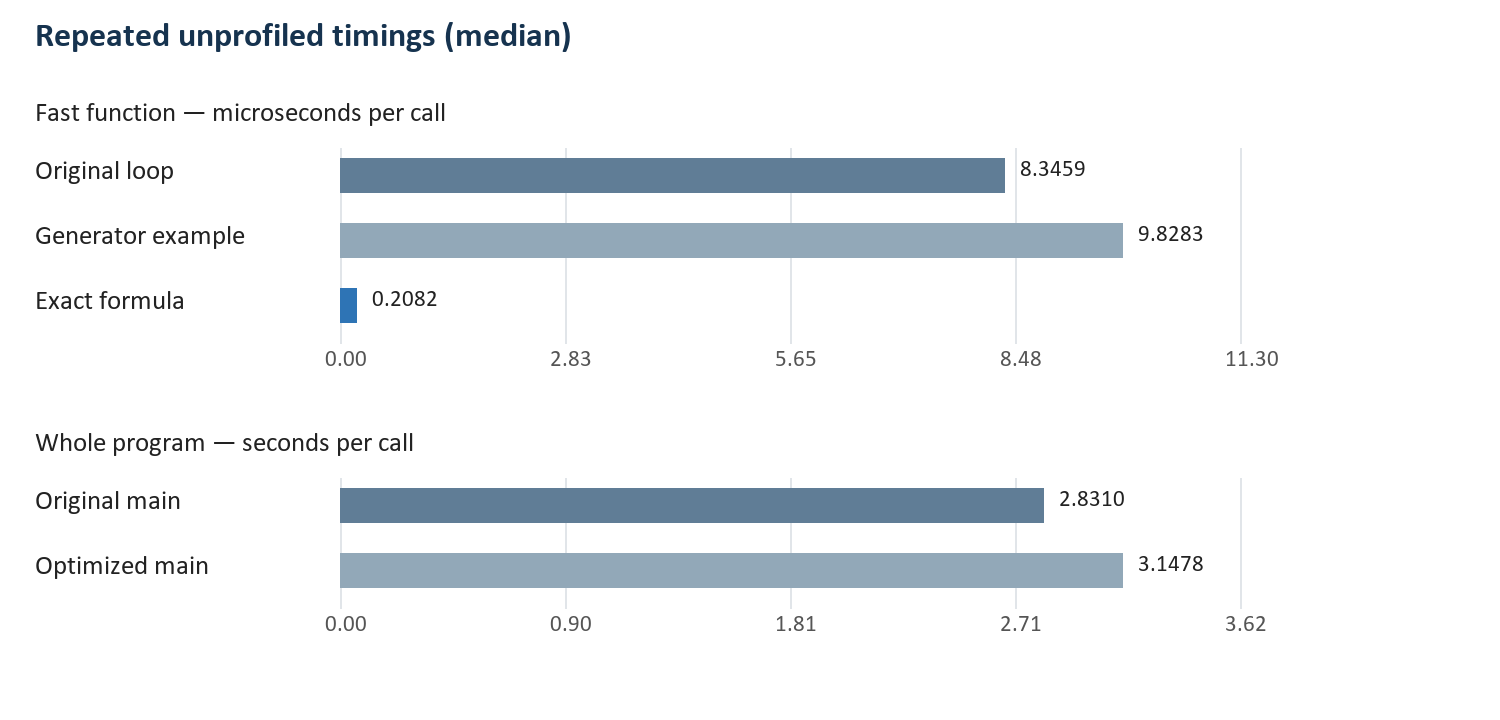 Repeated unprofiled timings (median)
Fast function — microseconds per call
Original loop 8.3459
Generator example 9.8283
Exact formula 0.2082
0.00 2.83 5.65 8.48 11.30
Whole program — seconds per call
Original main 2.8310
Optimized main 3.1478
0.00 0.90 1.81 2.71 3.62